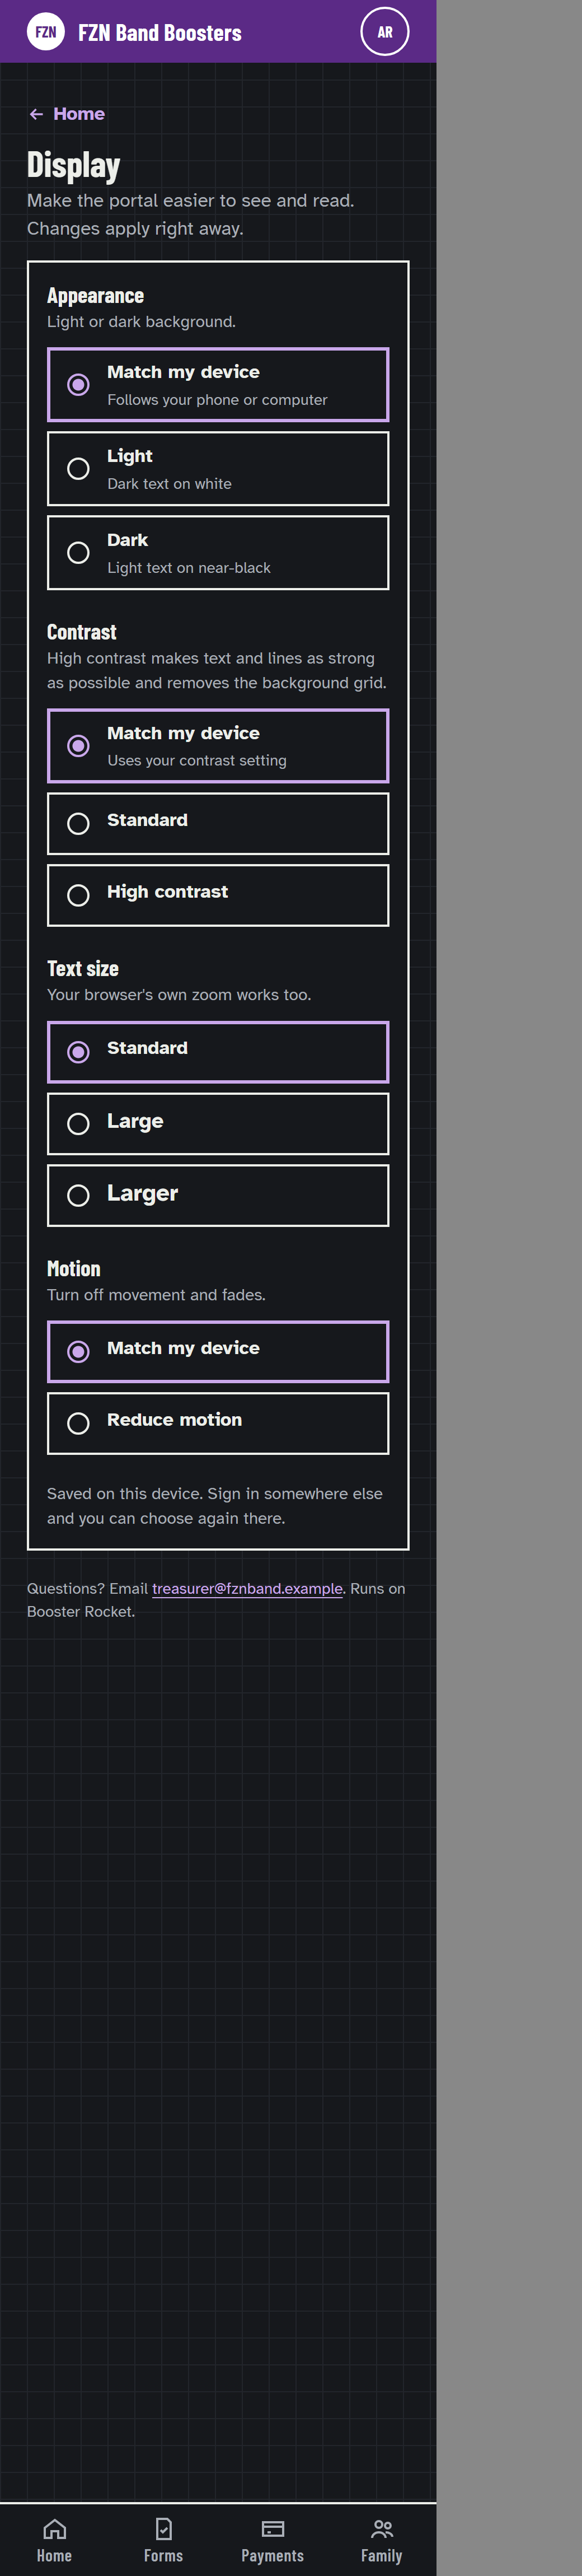 FZN
FZN Band Boosters
AR
← Home
Display
Make the portal easier to see and read.
Changes apply right away.
Appearance
Light or dark background.
Match my device
Follows your phone or computer
Light
Dark text on white
Dark
Light text on near-black
Contrast
High contrast makes text and lines as strong
as possible and removes the background grid.
Match my device
Uses your contrast setting
Standard
High contrast
Text size
Your browser's own zoom works too.
Standard
Large
Larger
Motion
Turn off movement and fades.
Match my device
Reduce motion
Saved on this device. Sign in somewhere else
and you can choose again there.
Questions? Email treasurer@fznband.example. Runs on
Booster Rocket.
Home
Forms
Payments
Family